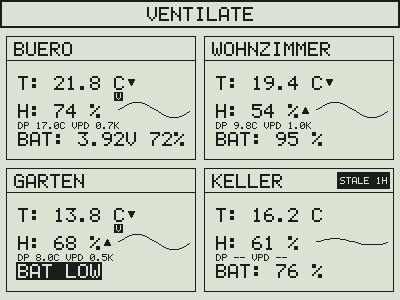 VENTILATE
BUERO
T: 21.8 C▼
V
H: 74 %
DP 17.0C VPD 0.7K
BAT: 3.92V 72%
WOHNZIMMER
T: 19.4 C▼
H: 54 %▲
DP 9.8C VPD 1.0K
BAT: 95 %
GARTEN
T: 13.8 C▼
V
H: 68 %▲
DP 8.0C VPD 0.5K
BAT LOW
KELLER STALE 1H
T: 16.2 C
H: 61 %
DP -- VPD --
BAT: 76 %